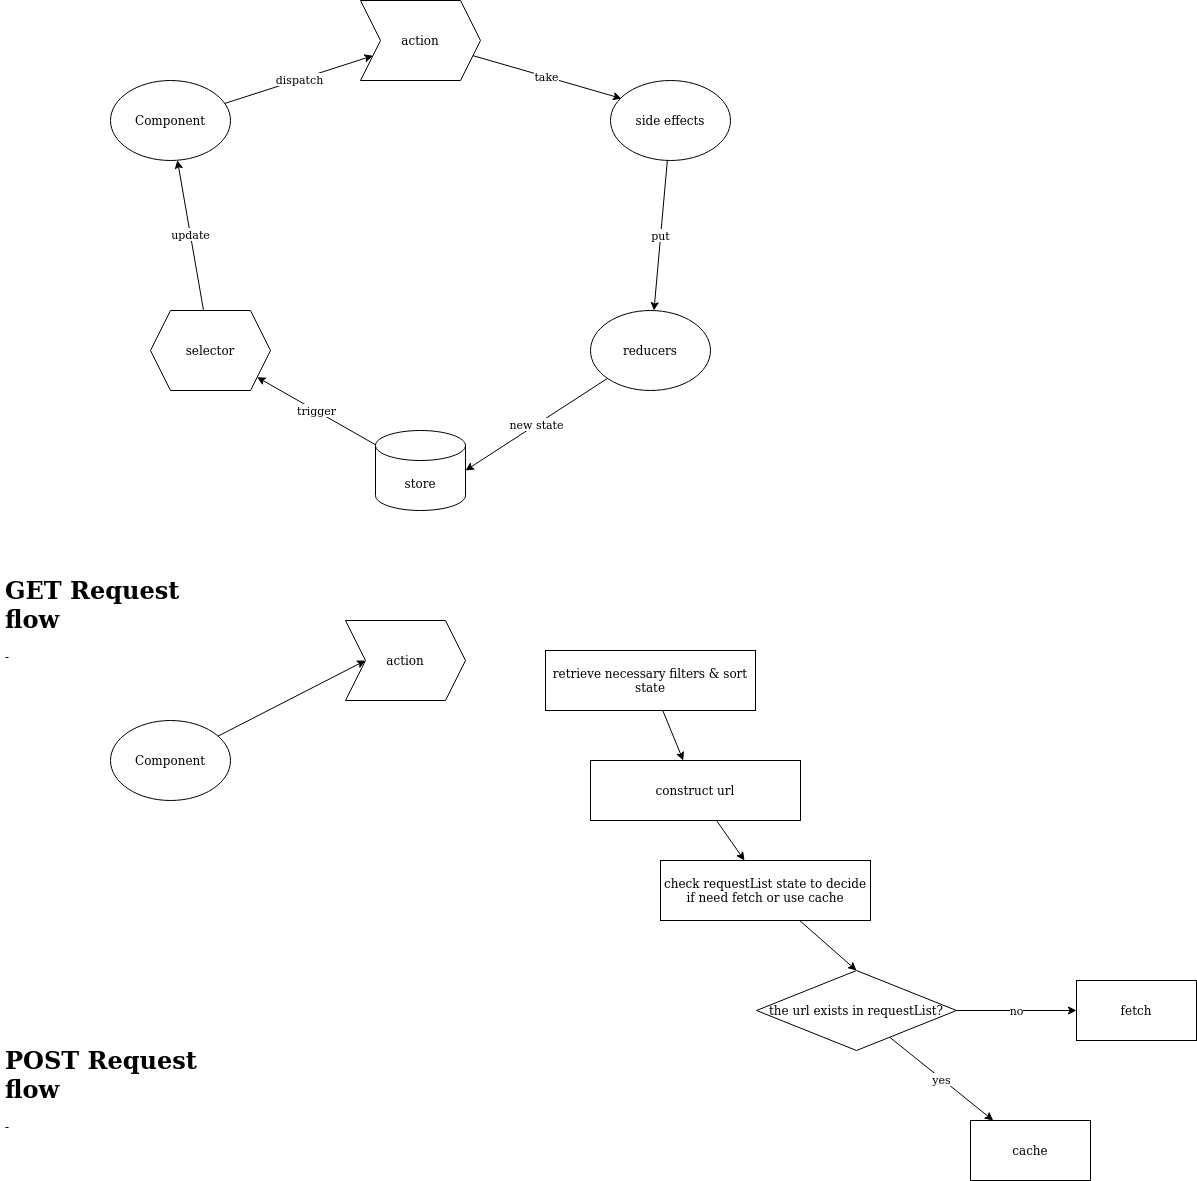 action
dispatch
take
Component
side effects
update
put
selector
reducers
trigger
new state
store
GET Request
flow
-
action
retrieve necessary filters & sort
state
Component
construct url
check requestList state to decide
if need fetch or use cache
the url exists in requestList?
no
fetch
POST Request
flow
-
yes
cache